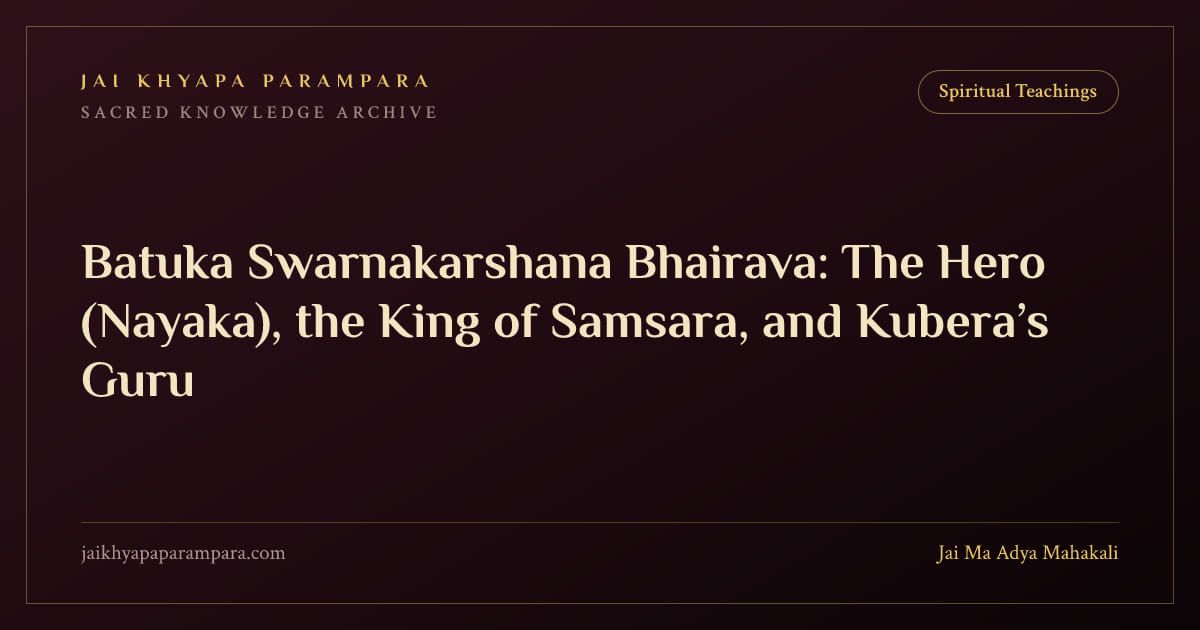 JAI KHYAPA PARAMPARA
SACRED KNOWLEDGE ARCHIVE
Spiritual Teachings
Batuka Swarnakarshana Bhairava: The Hero
(Nayaka), the King of Samsara, and Kubera’s
Guru
jaikhyapaparampara.com
Jai Ma Adya Mahakali